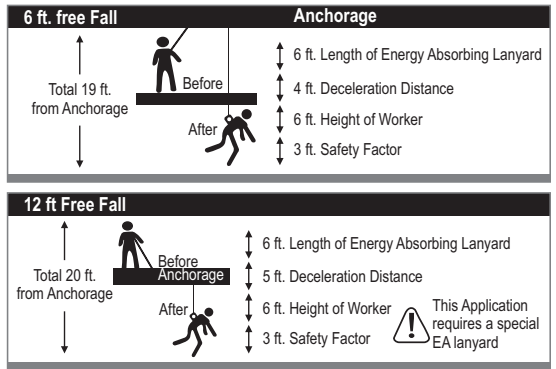 6 ft. free Fall
Anchorage
Total 19 ft.
from Anchorage
Before
After
6 ft. Length of Energy Absorbing Lanyard
4 ft. Deceleration Distance
6 ft. Height of Worker
3 ft. Safety Factor
12 ft Free Fall
Total 20 ft.
from Anchorage
Before
Anchorage
After
6 ft. Length of Energy Absorbing Lanyard
5 ft. Deceleration Distance
6 ft. Height of Worker
3 ft. Safety Factor
!
This Application
requires a special
EA lanyard